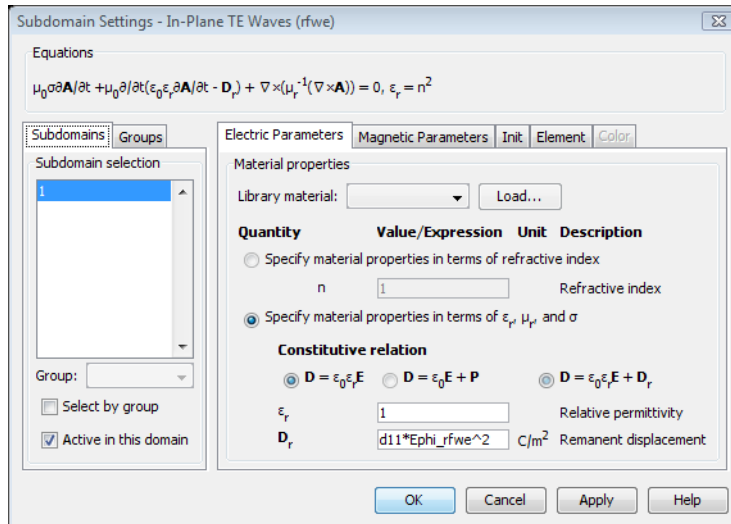 Subdomain Settings - In-Plane TE Waves (rfwe)
Equations
μ₀σ∂A/∂t +μ₀∂/∂t(ε₀εᵣ∂A/∂t - Dᵣ) + ∇×(μᵣ⁻¹(∇×A)) = 0, εᵣ = n²
Subdomains Groups
Subdomain selection
1
Group:
Select by group
Active in this domain
Electric Parameters Magnetic Parameters Init Element Color
Material properties
Library material: Load...
Quantity Value/Expression Unit Description
Specify material properties in terms of refractive index
n 1 Refractive index
Specify material properties in terms of εᵣ, μᵣ, and σ
Constitutive relation
D = ε₀εᵣE D = ε₀E + P D = ε₀εᵣE + Dᵣ
εᵣ 1 Relative permittivity
Dᵣ d11*Ephi_rfwe^2 C/m² Remanent displacement
OK Cancel Apply Help